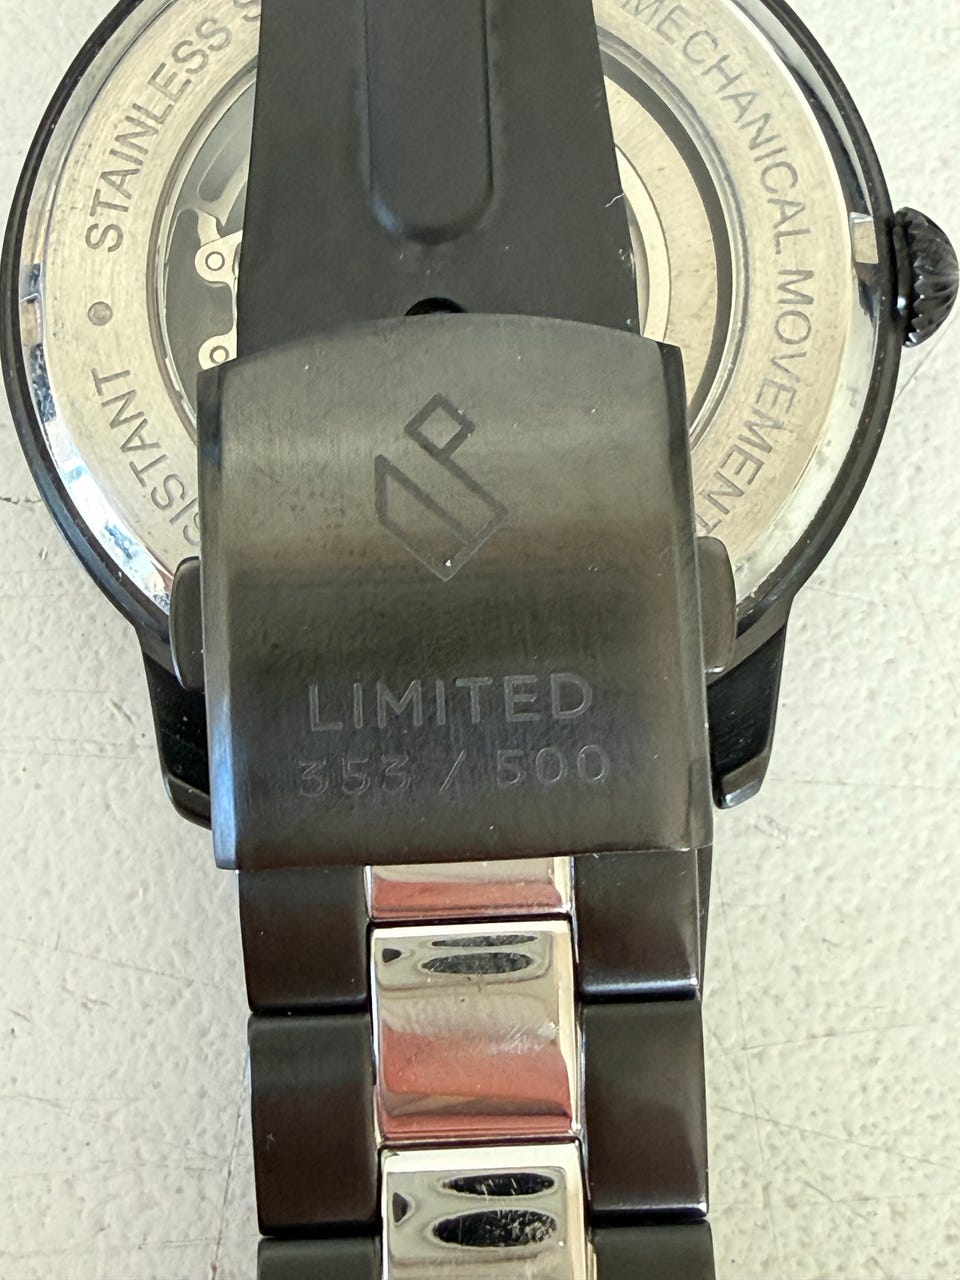 STAINLESS S
MECHANICAL MOVEMENT
SISTANT
LIMITED
353 / 500